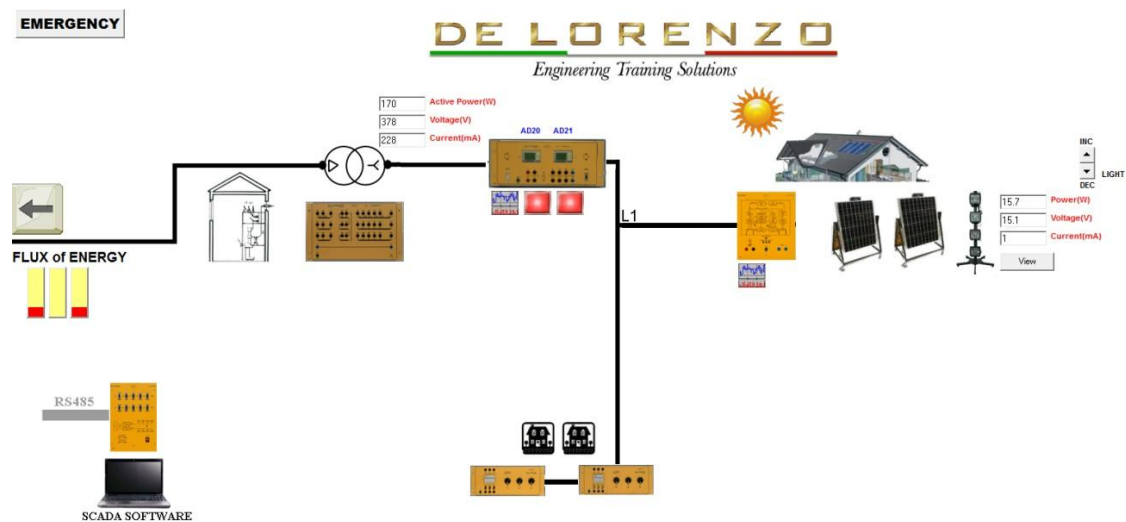 EMERGENCY
DE LORENZO
Engineering Training Solutions
170 Active Power(W)
378 Voltage(V)
228 Current(mA)
AD20 AD21
INC
LIGHT
DEC
L1
15.7 Power(W)
15.1 Voltage(V)
1 Current(mA)
View
FLUX of ENERGY
RS485
SCADA SOFTWARE